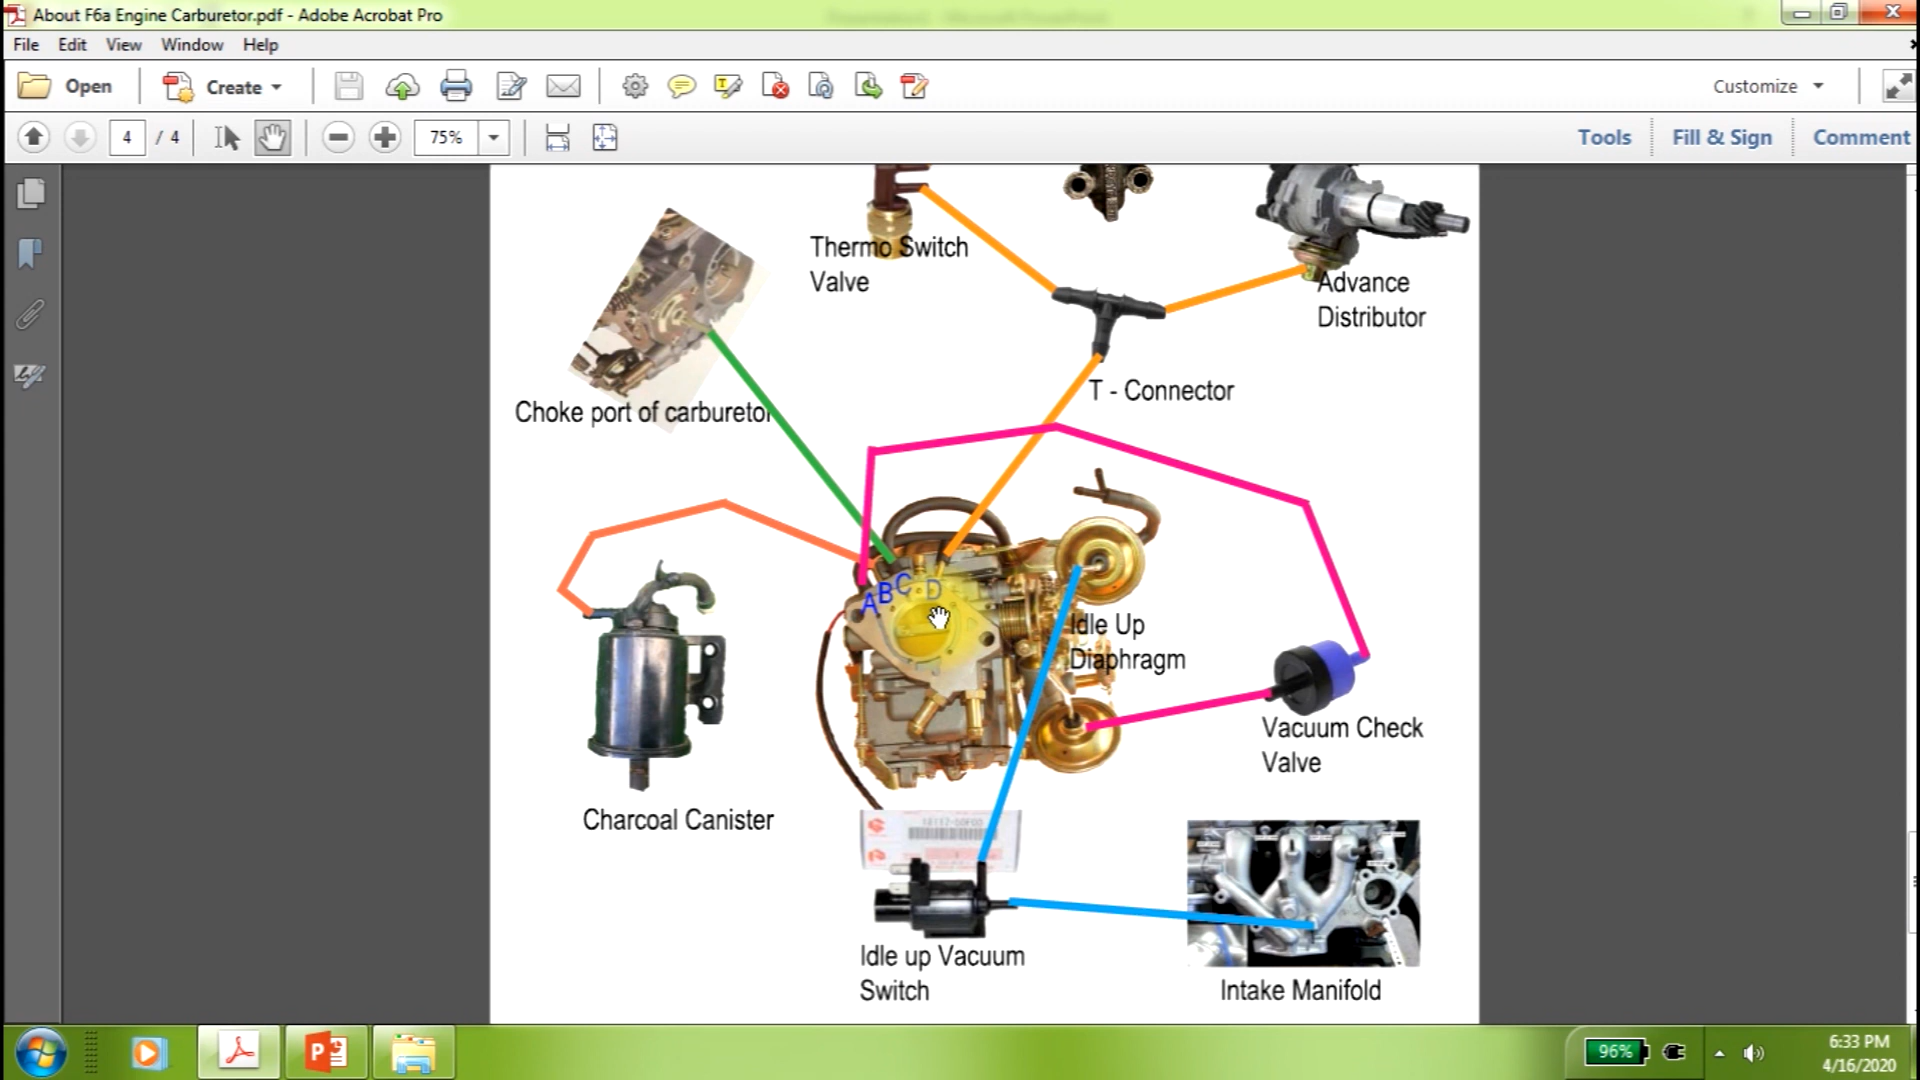 About F6a Engine Carburetor.pdf - Adobe Acrobat Pro
File Edit View Window Help
Open Create Customize
4 / 4 75% Tools Fill & Sign Comment
Thermo Switch
Valve
Advance
Distributor
T - Connector
Choke port of carburetor
A B C D
Idle Up
Diaphragm
Vacuum Check
Valve
Charcoal Canister
Idle up Vacuum
Switch
Intake Manifold
96%
6:33 PM
4/16/2020